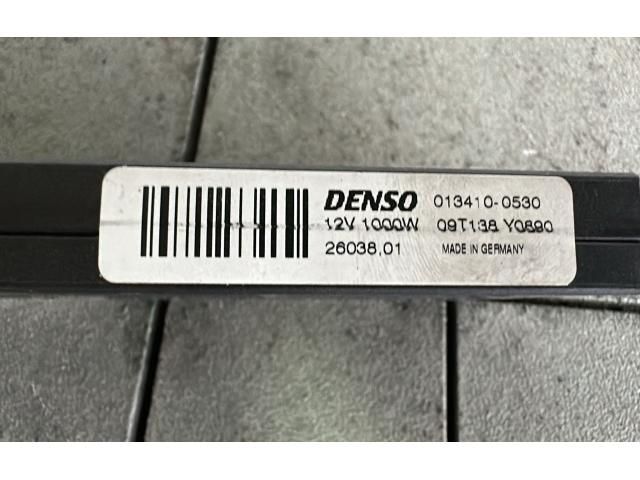 DENSO 013410-0530
12V 1000W 09T138 Y0690
26038.01 MADE IN GERMANY